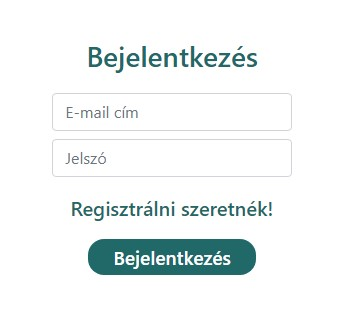 Bejelentkezés
E-mail cím
Jelszó
Regisztrálni szeretnék!
Bejelentkezés